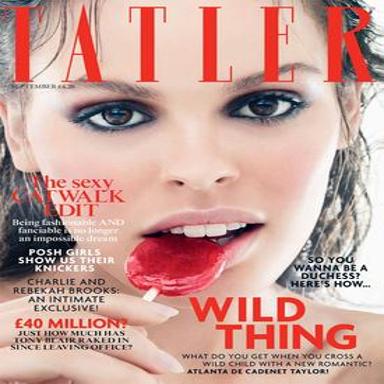 TATLER
SEPTEMBER £4.20
The sexy
CATWALK
EDIT
Being fashionable AND
fanciable is no longer
an impossible dream
POSH GIRLS
SHOW US THEIR
KNICKERS
CHARLIE AND
REBEKAH BROOKS:
AN INTIMATE
EXCLUSIVE!
£40 MILLION?
JUST HOW MUCH HAS
TONY BLAIR RAKED IN
SINCE LEAVING OFFICE?
SO YOU
WANNA BE A
DUCHESS?
HERE'S HOW...
WILD
THING
WHAT DO YOU GET WHEN YOU CROSS A
WILD CHILD WITH A NEW ROMANTIC?
ATLANTA DE CADENET TAYLOR!